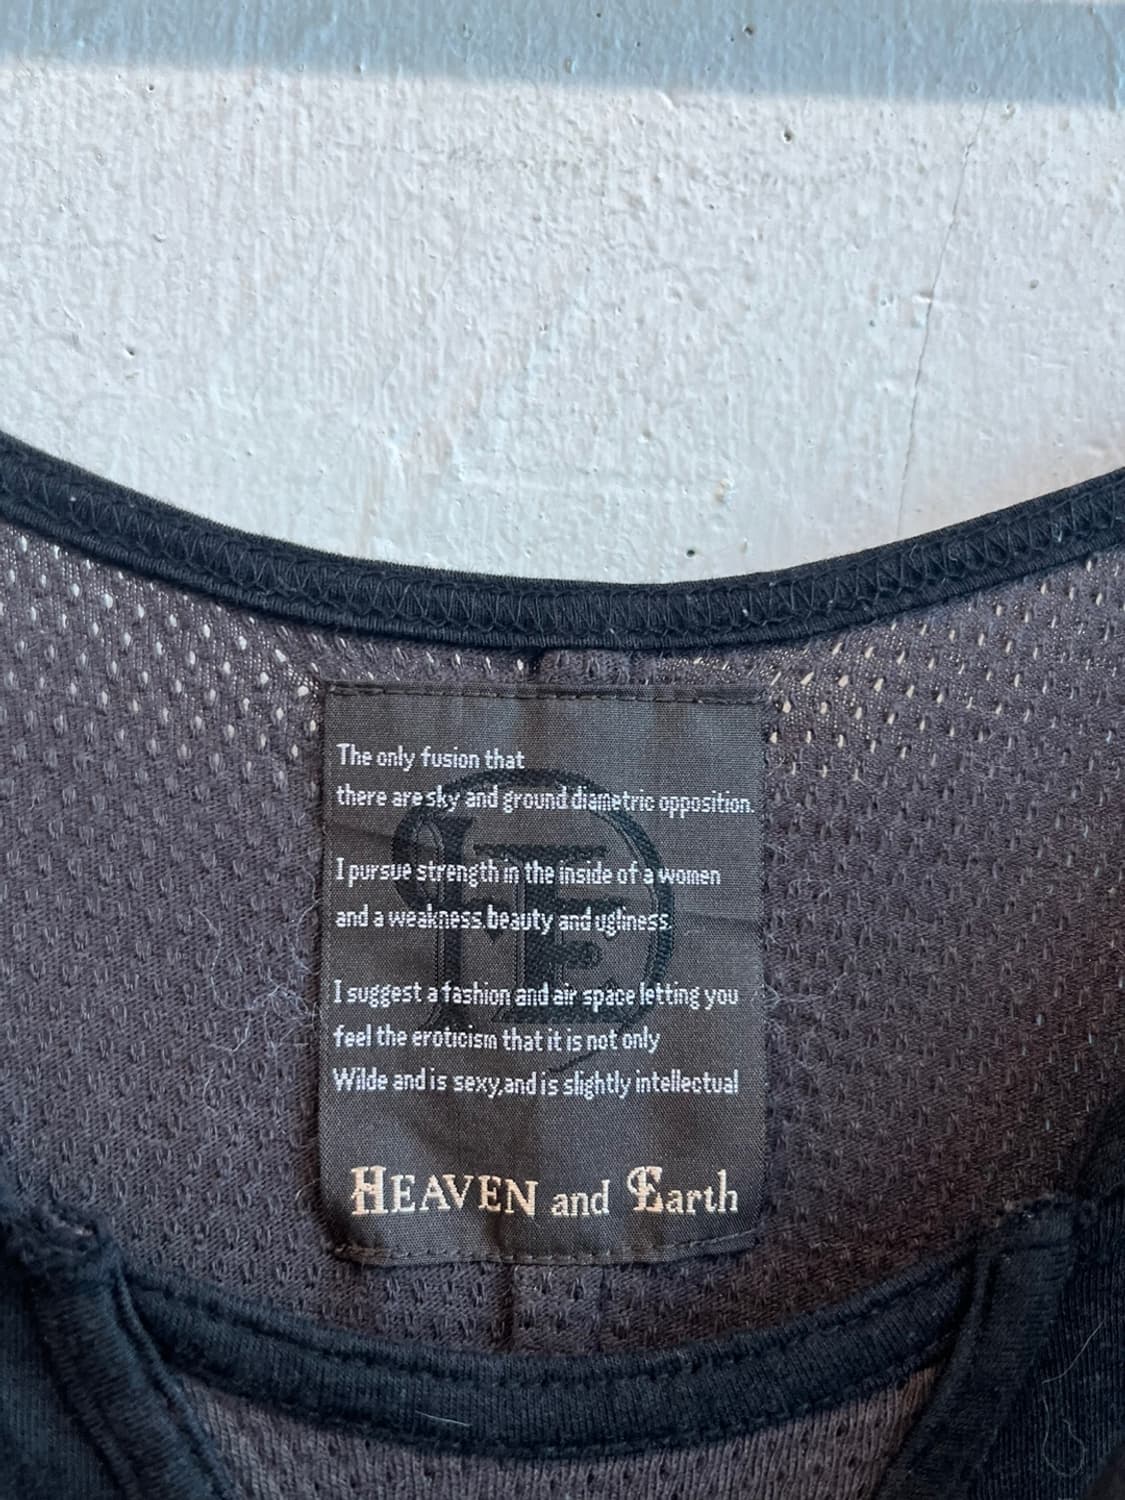 The only fusion that
there are sky and ground diametric opposition.
I pursue strength in the inside of a women
and a weakness.beauty and ugliness.
I suggest a fashion and air space letting you
feel the eroticism that it is not only
Wilde and is sexy,and is slightly intellectual
HEAVEN and Earth